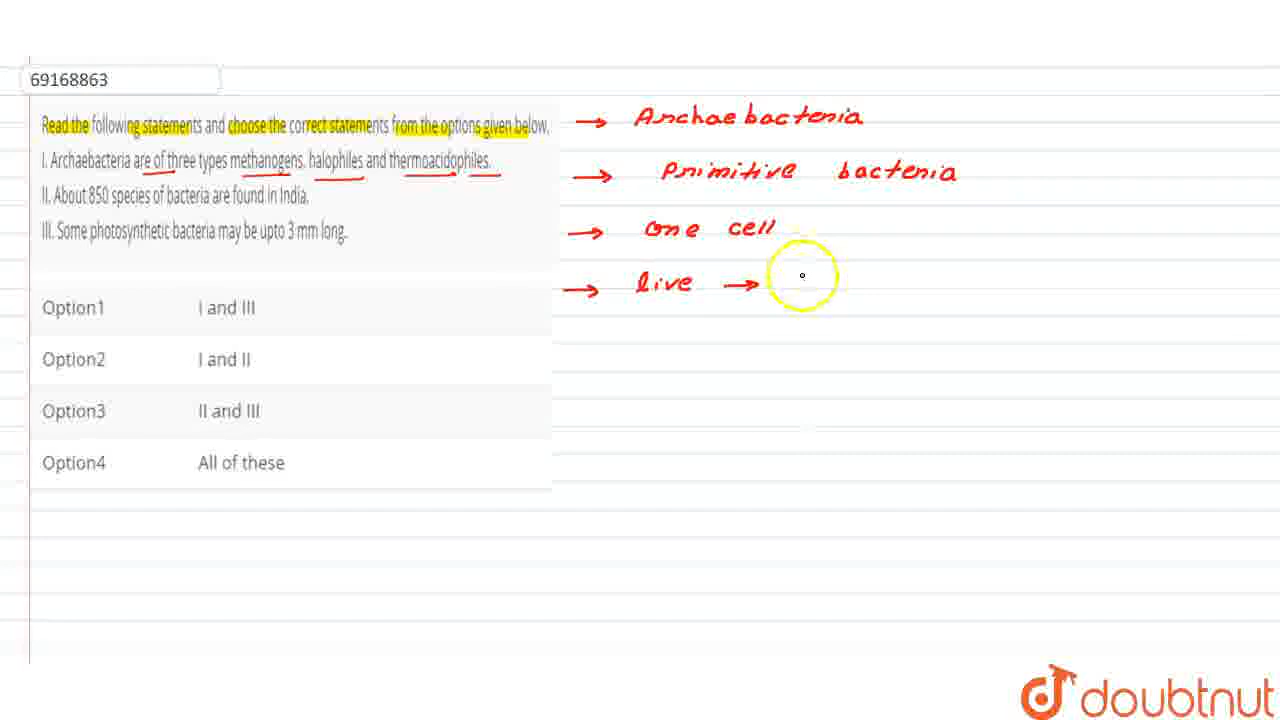 69168863
Read the following statements and choose the correct statements from the options given below,
I. Archaebacteria are of three types methanogens, halophiles and thermoacidophiles.
II. About 850 species of bacteria are found in India.
III. Some photosynthetic bacteria may be upto 3 mm long.
Option1 I and III
Option2 I and II
Option3 II and III
Option4 All of these
→ Archaebacteria
→ Primitive bacteria
→ one cell
→ live →
doubtnut